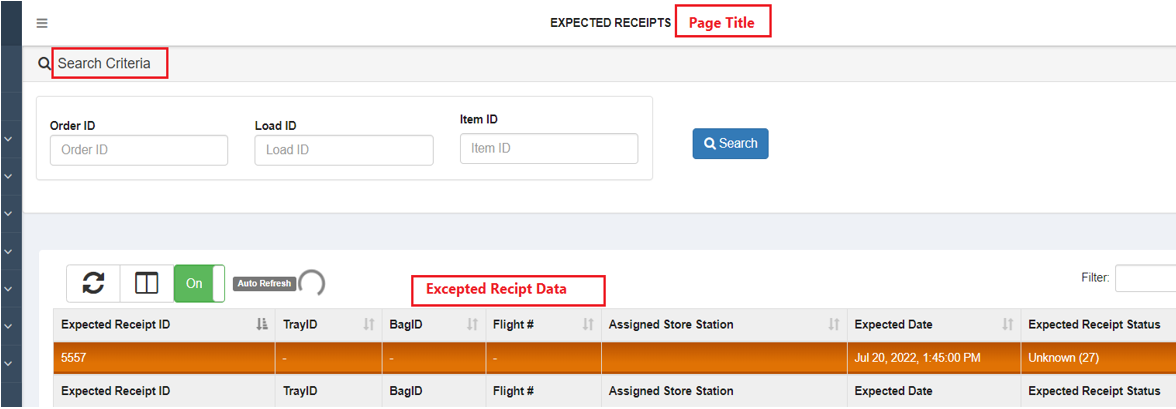 EXPECTED RECEIPTS Page Title
Search Criteria
Order ID Load ID Item ID
Order ID Load ID Item ID Search
On Auto Refresh Excepted Recipt Data Filter:
Expected Receipt ID TrayID BagID Flight # Assigned Store Station Expected Date Expected Receipt Status
5557 - - - Jul 20, 2022, 1:45:00 PM Unknown (27)
Expected Receipt ID TrayID BagID Flight # Assigned Store Station Expected Date Expected Receipt Status